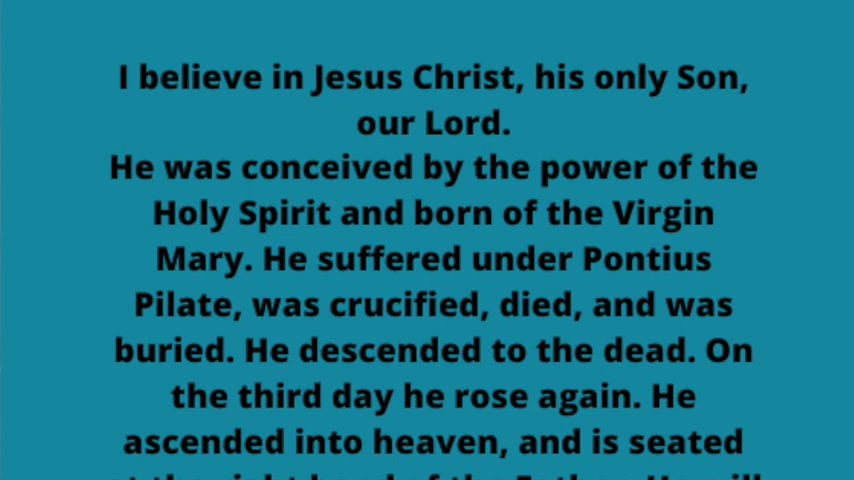 I believe in Jesus Christ, his only Son,
our Lord.
He was conceived by the power of the
Holy Spirit and born of the Virgin
Mary. He suffered under Pontius
Pilate, was crucified, died, and was
buried. He descended to the dead. On
the third day he rose again. He
ascended into heaven, and is seated